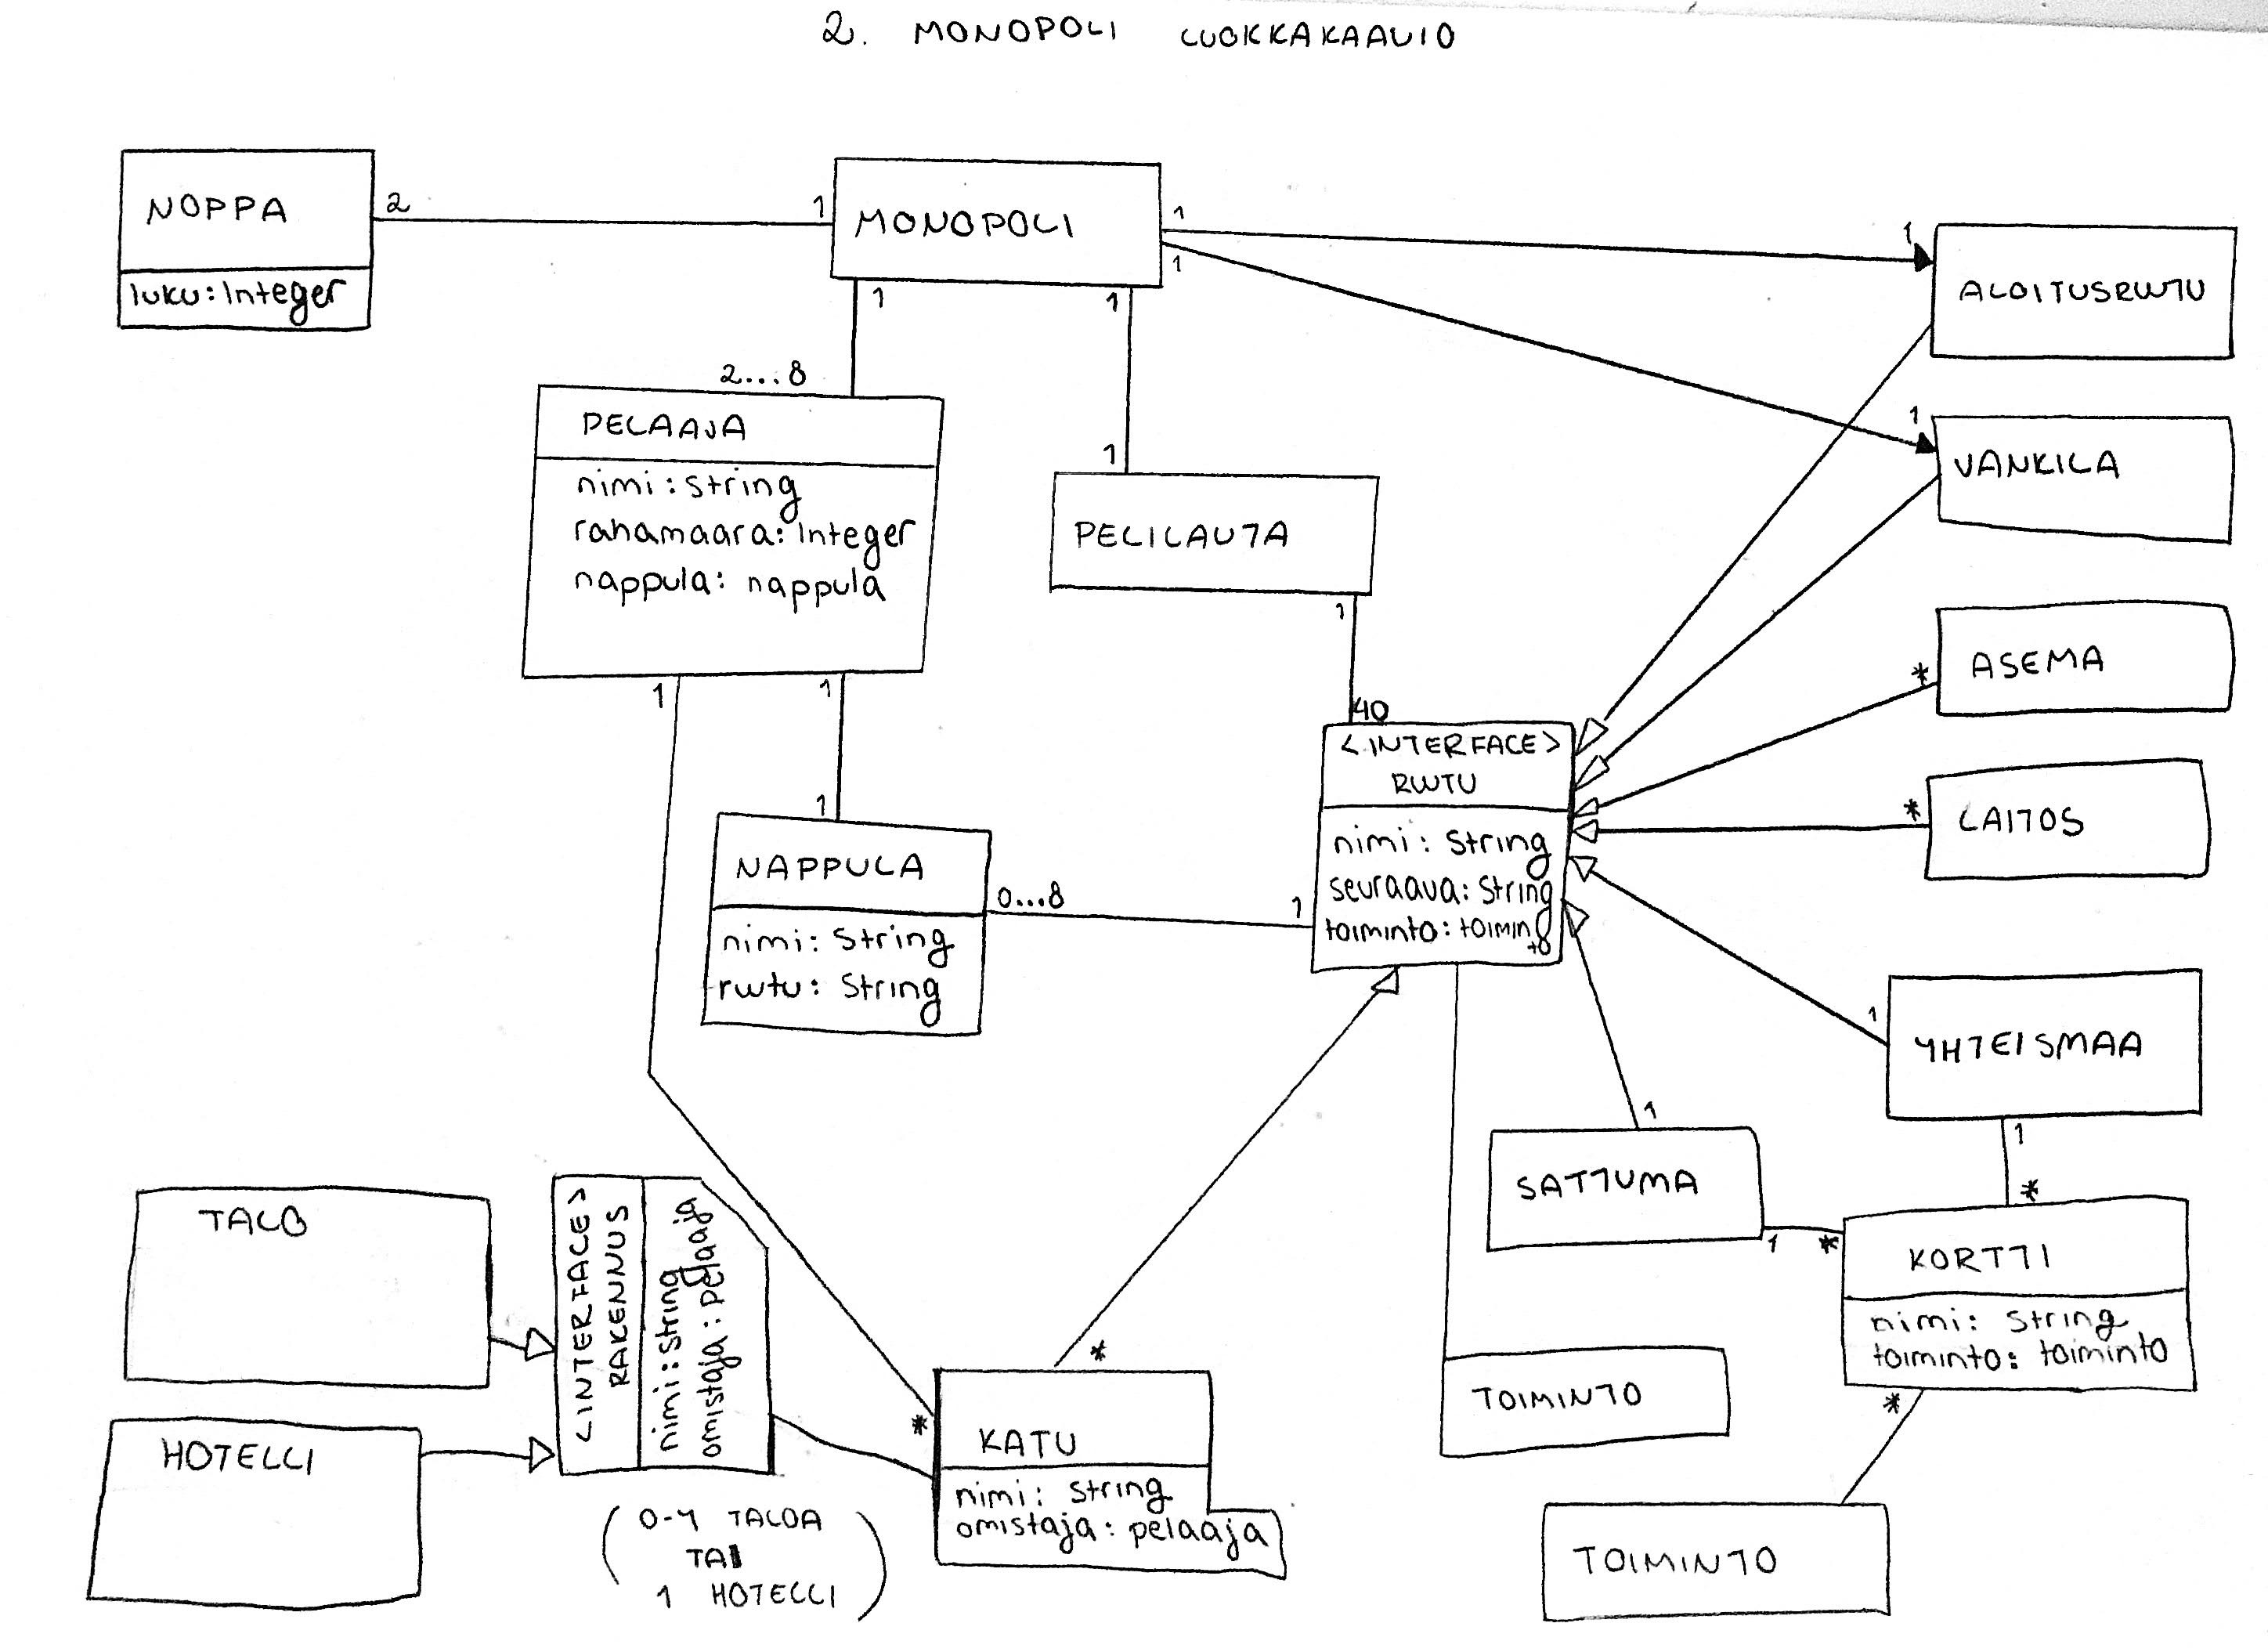 2. MONOPOLI LUOKKAKAAVIO
NOPPA
luku: Integer
2
1
MONOPOLI
1
1
1
1
1
ALOITUSRUUTU
1
VANKILA
2...8
PELAAJA
nimi: String
rahamaara: Integer
nappula: nappula
1
PELILAUTA
1
40
1
1
1
NAPPULA
nimi: String
ruutu: String
0...8
1
<INTERFACE>
RUUTU
nimi: String
seuraava: String
toiminto: toiminto
*
ASEMA
*
LAITOS
1
YHTEISMAA
1
*
1
SATTUMA
1
*
KORTTI
nimi: String
toiminto: toiminto
*
TOIMINTO
TOIMINTO
TALO
HOTELLI
<INTERFACE>
RAKENNUS
nimi: String
omistaja: pelaaja
(0-4 TALOA
TAI
1 HOTELLI)
*
*
KATU
nimi: String
omistaja: pelaaja